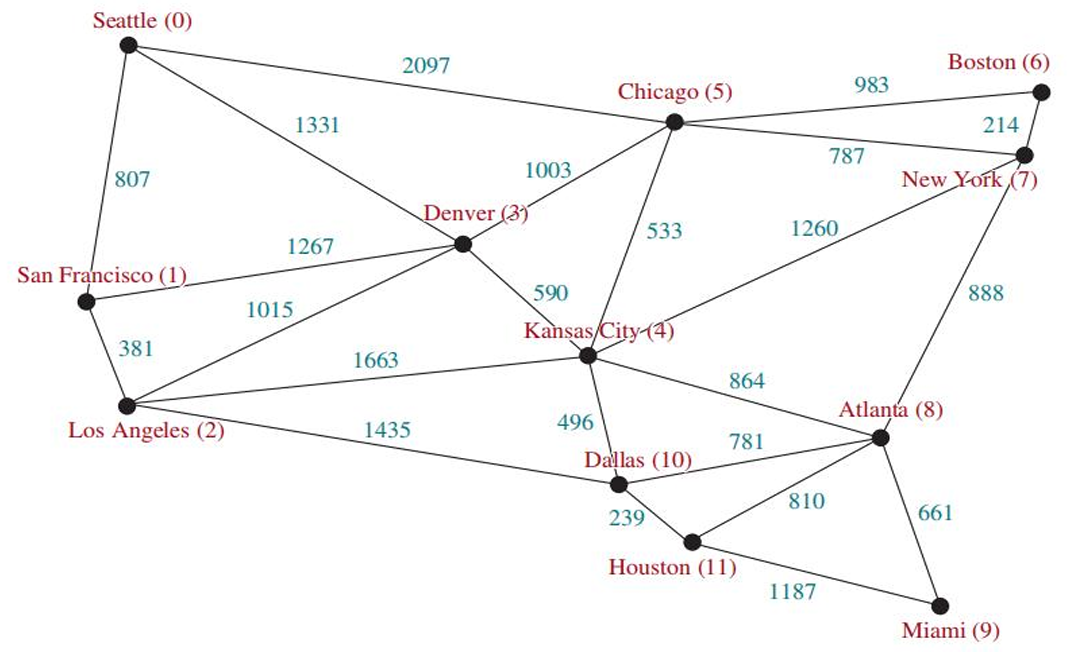 Seattle (0)
2097
Boston (6)
983
Chicago (5)
214
1331
787
1003
807
New York (7)
Denver (3)
1260
533
1267
San Francisco (1)
590
888
1015
Kansas City (4)
381
1663
864
Atlanta (8)
496
1435
781
Los Angeles (2)
Dallas (10)
810
661
239
Houston (11)
1187
Miami (9)